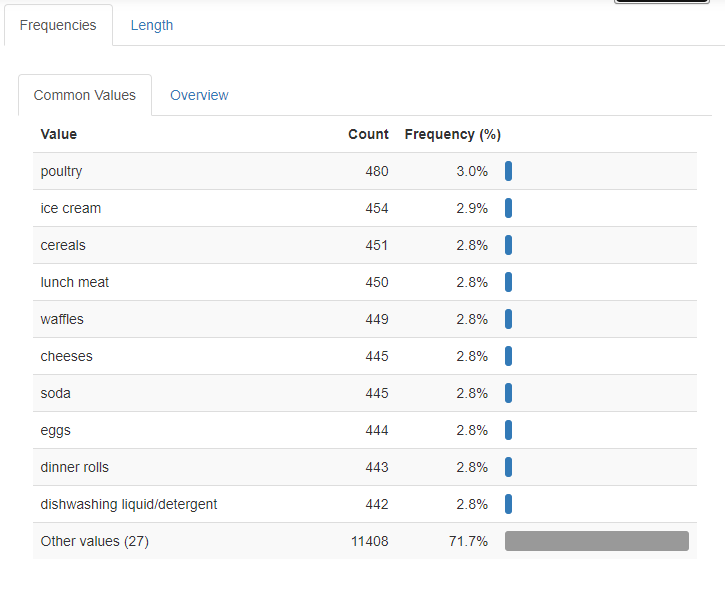 Frequencies Length
Common Values Overview
Value Count Frequency (%)
poultry 480 3.0%
ice cream 454 2.9%
cereals 451 2.8%
lunch meat 450 2.8%
waffles 449 2.8%
cheeses 445 2.8%
soda 445 2.8%
eggs 444 2.8%
dinner rolls 443 2.8%
dishwashing liquid/detergent 442 2.8%
Other values (27) 11408 71.7%